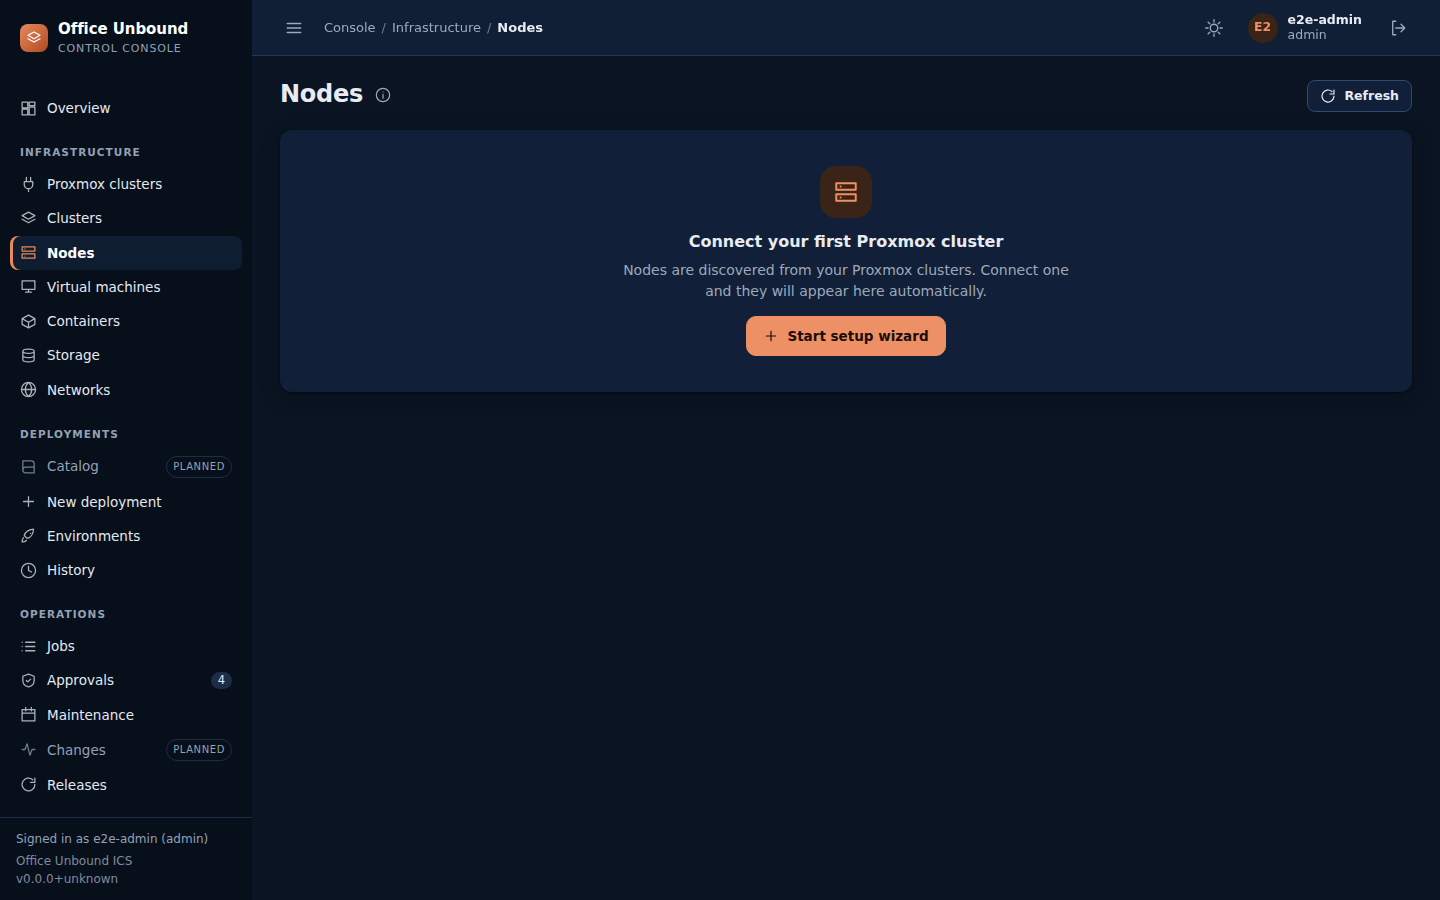 Office Unbound
CONTROL CONSOLE
Overview
INFRASTRUCTURE
Proxmox clusters
Clusters
Nodes
Virtual machines
Containers
Storage
Networks
DEPLOYMENTS
Catalog PLANNED
New deployment
Environments
History
OPERATIONS
Jobs
Approvals 4
Maintenance
Changes PLANNED
Releases
Signed in as e2e-admin (admin)
Office Unbound ICS
v0.0.0+unknown
Console / Infrastructure / Nodes
E2
e2e-admin
admin
Nodes
Refresh
Connect your first Proxmox cluster
Nodes are discovered from your Proxmox clusters. Connect one
and they will appear here automatically.
Start setup wizard